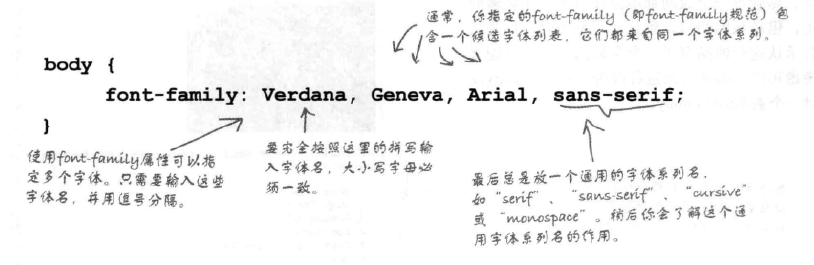 通常，你指定的font-family（即font-family规范）包
含一个候选字体列表，它们都来自同一个字体系列。
body {
font-family: Verdana, Geneva, Arial, sans-serif;
}
使用font-family属性可以指
定多个字体。只需要输入这些
字体名，并用逗号分隔。
要完全按照这里的拼写输
入字体名，大小写字母必
须一致。
最后总是放一个通用的字体系列名，
如“serif”、“sans-serif”、“cursive”
或“monospace”。稍后你会了解这个通
用字体系列名的作用。